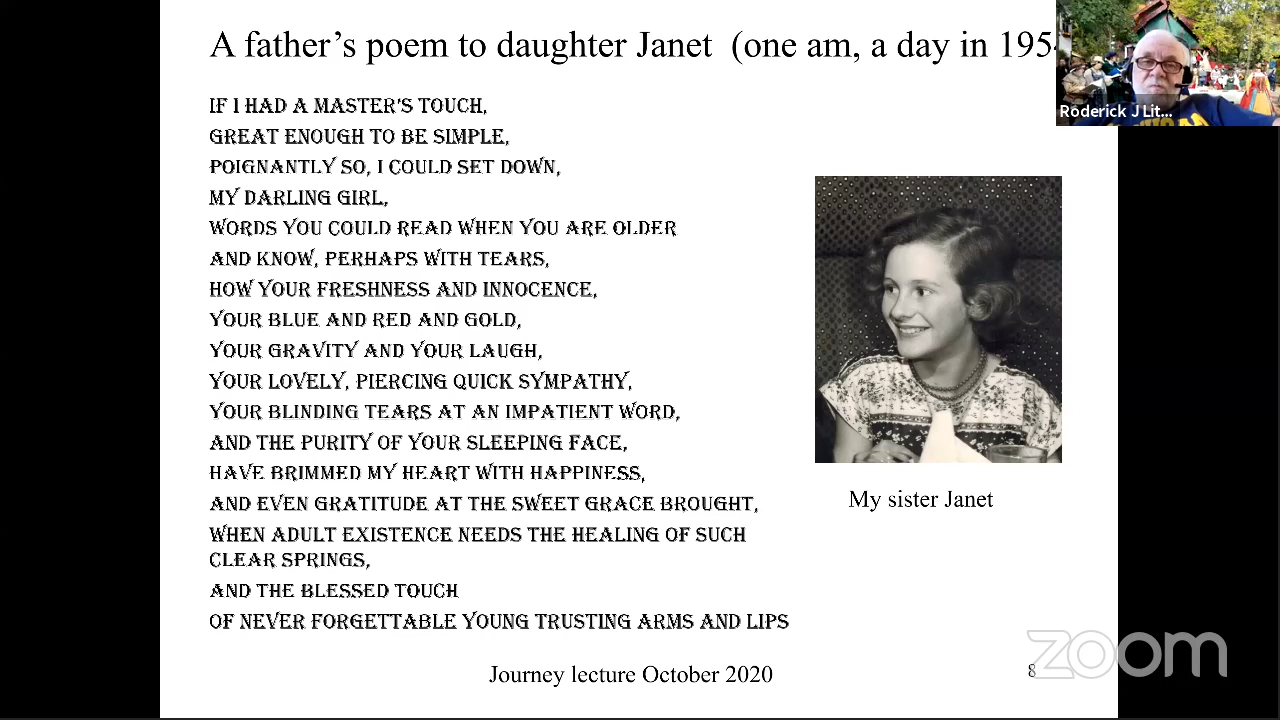 A father’s poem to daughter Janet (one am, a day in 195
Roderick J Lit...
IF I HAD A MASTER’S TOUCH,
GREAT ENOUGH TO BE SIMPLE,
POIGNANTLY SO, I COULD SET DOWN,
MY DARLING GIRL,
WORDS YOU COULD READ WHEN YOU ARE OLDER
AND KNOW, PERHAPS WITH TEARS,
HOW YOUR FRESHNESS AND INNOCENCE,
YOUR BLUE AND RED AND GOLD,
YOUR GRAVITY AND YOUR LAUGH,
YOUR LOVELY, PIERCING QUICK SYMPATHY,
YOUR BLINDING TEARS AT AN IMPATIENT WORD,
AND THE PURITY OF YOUR SLEEPING FACE,
HAVE BRIMMED MY HEART WITH HAPPINESS,
AND EVEN GRATITUDE AT THE SWEET GRACE BROUGHT,
WHEN ADULT EXISTENCE NEEDS THE HEALING OF SUCH
CLEAR SPRINGS,
AND THE BLESSED TOUCH
OF NEVER FORGETTABLE YOUNG TRUSTING ARMS AND LIPS
My sister Janet
Journey lecture October 2020
8
zoom